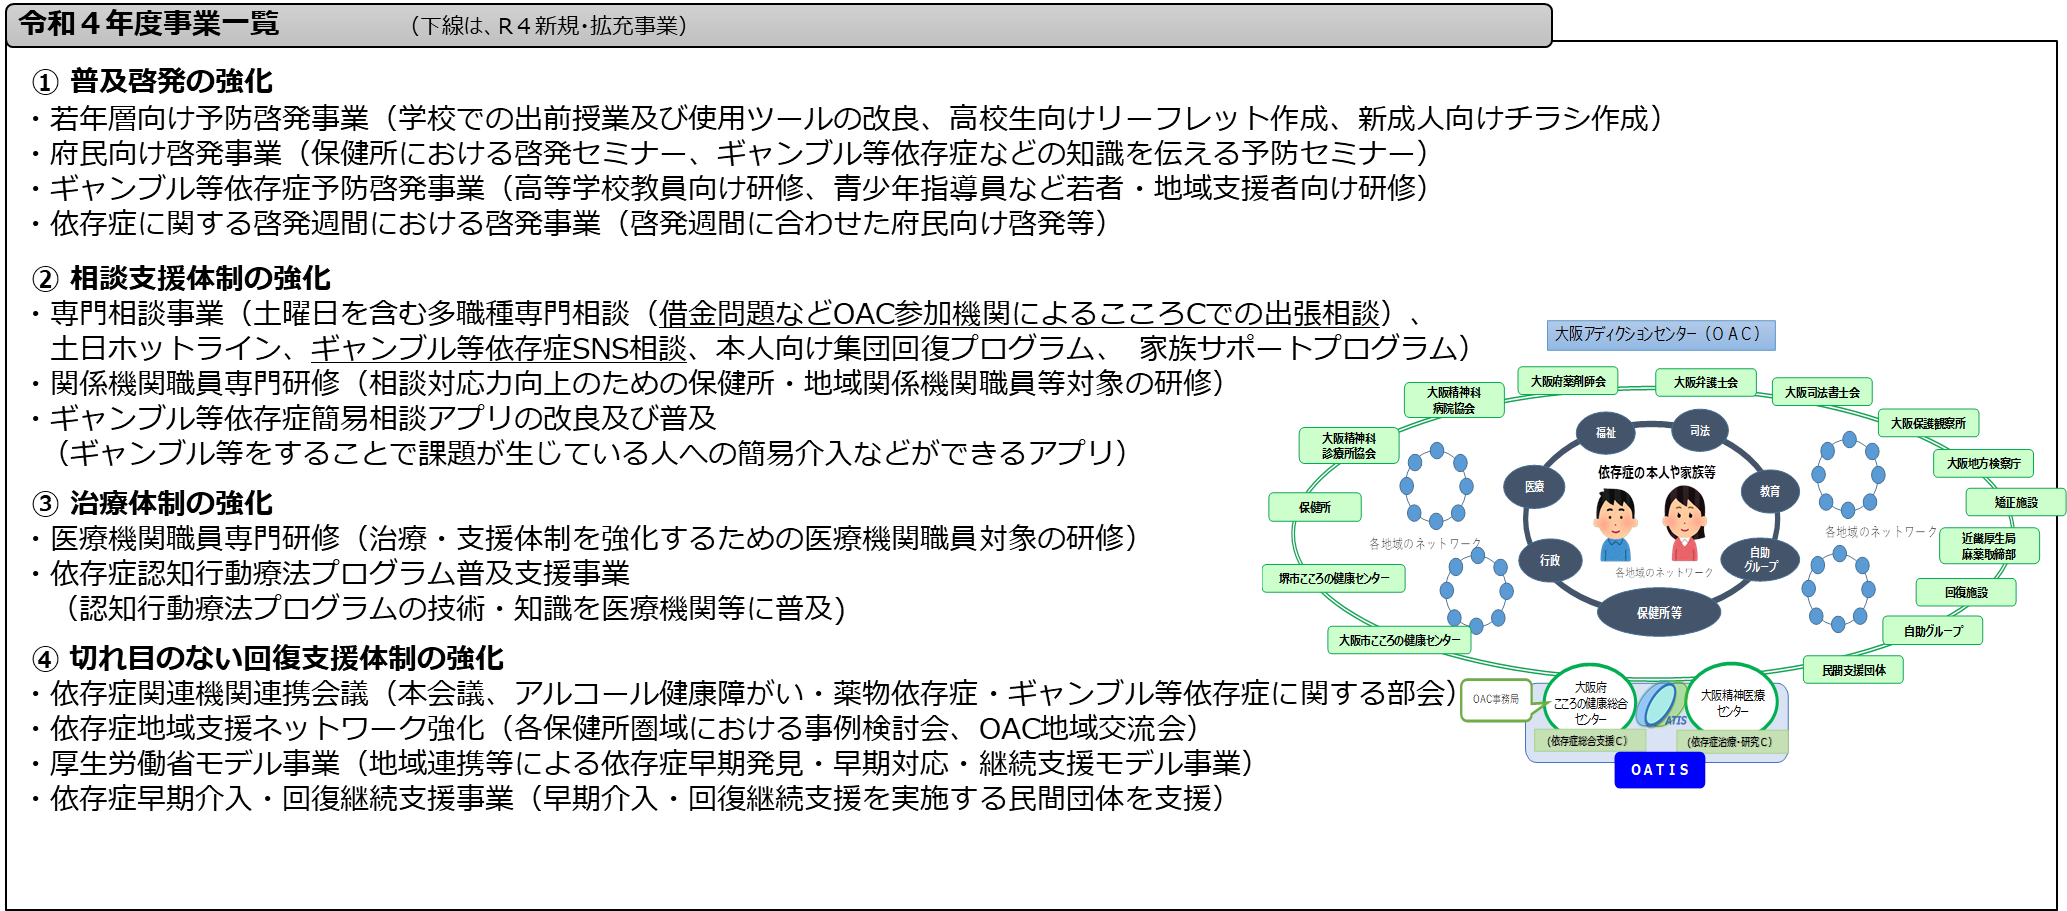 令和４年度事業一覧　（下線は、Ｒ４新規・拡充事業）
① 普及啓発の強化
・若年層向け予防啓発事業（学校での出前授業及び使用ツールの改良、高校生向けリーフレット作成、新成人向けチラシ作成）
・府民向け啓発事業（保健所における啓発セミナー、ギャンブル等依存症などの知識を伝える予防セミナー）
・ギャンブル等依存症予防啓発事業（高等学校教員向け研修、青少年指導員など若者・地域支援者向け研修）
・依存症に関する啓発週間における啓発事業（啓発週間に合わせた府民向け啓発等）
② 相談支援体制の強化
・専門相談事業（土曜日を含む多職種専門相談（借金問題などOAC参加機関によるこころCでの出張相談）、
土日ホットライン、ギャンブル等依存症SNS相談、本人向け集団回復プログラム、　家族サポートプログラム）
・関係機関職員専門研修（相談対応力向上のための保健所・地域関係機関職員等対象の研修）
・ギャンブル等依存症簡易相談アプリの改良及び普及
（ギャンブル等をすることで課題が生じている人への簡易介入などができるアプリ）
③ 治療体制の強化
・医療機関職員専門研修（治療・支援体制を強化するための医療機関職員対象の研修）
・依存症認知行動療法プログラム普及支援事業
（認知行動療法プログラムの技術・知識を医療機関等に普及)
④ 切れ目のない回復支援体制の強化
・依存症関連機関連携会議（本会議、アルコール健康障がい・薬物依存症・ギャンブル等依存症に関する部会）
・依存症地域支援ネットワーク強化（各保健所圏域における事例検討会、OAC地域交流会）
・厚生労働省モデル事業（地域連携等による依存症早期発見・早期対応・継続支援モデル事業）
・依存症早期介入・回復継続支援事業（早期介入・回復継続支援を実施する民間団体を支援）
大阪アディクションセンター（ＯＡＣ）
大阪精神科
病院協会
大阪府薬剤師会
大阪弁護士会
大阪司法書士会
大阪保護観察所
大阪地方検察庁
矯正施設
近畿厚生局
麻薬取締部
回復施設
自助グループ
民間支援団体
大阪精神科
診療所協会
保健所
堺市こころの健康センター
大阪市こころの健康センター
福祉
司法
医療
教育
行政
自助
グループ
保健所等
依存症の本人や家族等
各地域のネットワーク
各地域のネットワーク
各地域のネットワーク
OAC事務局
大阪府
こころの健康総合
センター
（依存症総合支援Ｃ）
ATIS
大阪精神医療
センター
（依存症治療・研究Ｃ）
ＯＡＴＩＳ